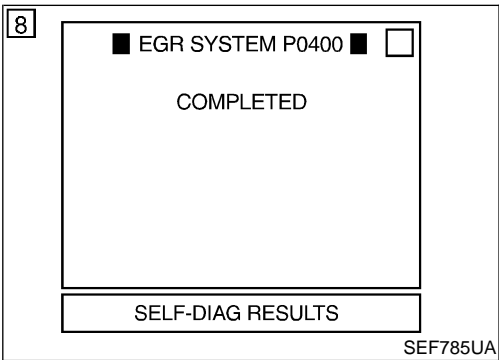 8
EGR SYSTEM P0400
COMPLETED
SELF-DIAG RESULTS
SEF785UA